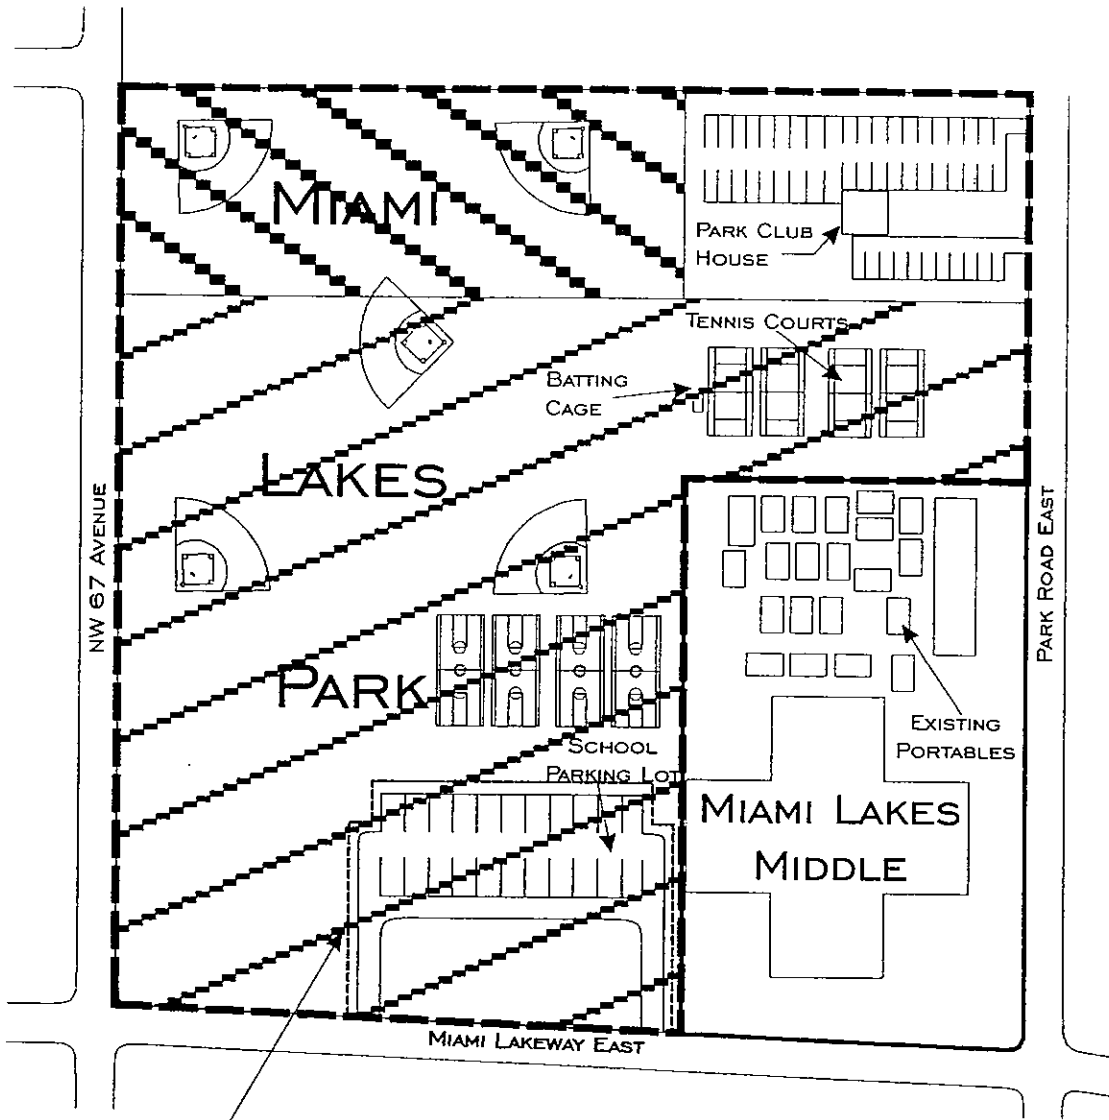 MIAMI
PARK CLUB
HOUSE
TENNIS COURTS
BATTING
CAGE
LAKES
NW 67 AVENUE
PARK ROAD EAST
PARK
EXISTING
PORTABLES
SCHOOL
PARKING LOT
MIAMI LAKES
MIDDLE
MIAMI LAKEWAY EAST